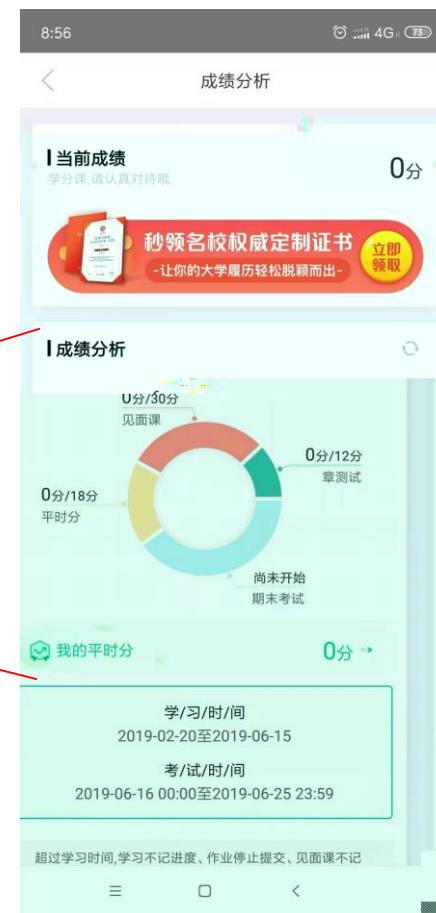 8:56
4G 73
成绩分析
当前成绩
学分课,请认真对待哦
0分
秒领名校权威定制证书
-让你的大学履历轻松脱颖而出-
立即
领取
成绩分析
0分/30分
见面课
0分/12分
章测试
0分/18分
平时分
尚未开始
期末考试
我的平时分
0分
学/习/时/间
2019-02-20至2019-06-15
考/试/时/间
2019-06-16 00:00至2019-06-25 23:59
超过学习时间,学习不记进度、作业停止提交、见面课不记